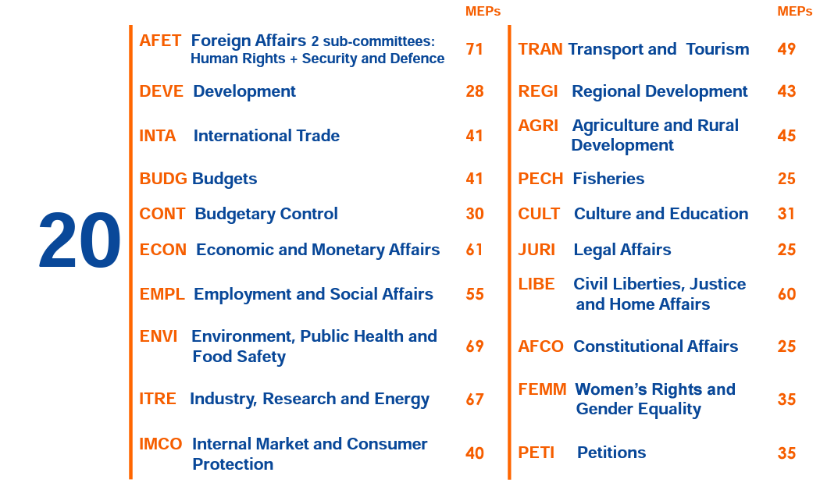 MEPs
MEPs
20
AFET Foreign Affairs 2 sub-committees:
Human Rights + Security and Defence
71
DEVE Development 28
INTA International Trade 41
BUDG Budgets 41
CONT Budgetary Control 30
ECON Economic and Monetary Affairs 61
EMPL Employment and Social Affairs 55
ENVI Environment, Public Health and
Food Safety
69
ITRE Industry, Research and Energy 67
IMCO Internal Market and Consumer
Protection
40
TRAN Transport and Tourism 49
REGI Regional Development 43
AGRI Agriculture and Rural
Development
45
PECH Fisheries 25
CULT Culture and Education 31
JURI Legal Affairs 25
LIBE Civil Liberties, Justice
and Home Affairs
60
AFCO Constitutional Affairs 25
FEMM Women's Rights and
Gender Equality
35
PETI Petitions 35